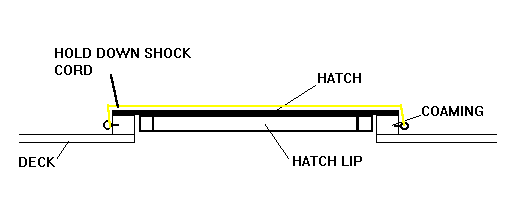 HOLD DOWN SHOCK
CORD
HATCH
COAMING
DECK
HATCH LIP